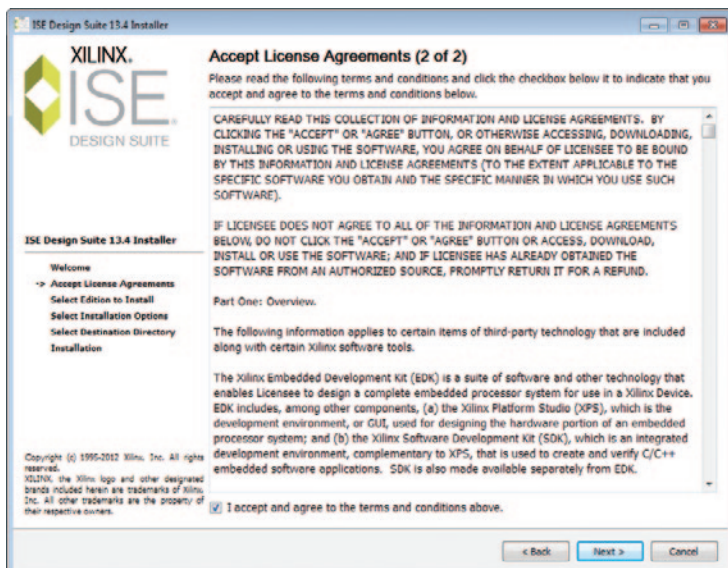 ISE Design Suite 13.4 Installer
XILINX®
ISE®
DESIGN SUITE
ISE Design Suite 13.4 Installer
Welcome
-> Accept License Agreements
Select Edition to Install
Select Installation Options
Select Destination Directory
Installation
Copyright (c) 1995-2012 Xilinx, Inc. All rights
reserved.
XILINX, the Xilinx logo and other designated
brands included herein are trademarks of Xilinx,
Inc. All other trademarks are the property of
their respective owners.
Accept License Agreements (2 of 2)
Please read the following terms and conditions and click the checkbox below it to indicate that you
accept and agree to the terms and conditions below.
CAREFULLY READ THIS COLLECTION OF INFORMATION AND LICENSE AGREEMENTS. BY
CLICKING THE "ACCEPT" OR "AGREE" BUTTON, OR OTHERWISE ACCESSING, DOWNLOADING,
INSTALLING OR USING THE SOFTWARE, YOU AGREE ON BEHALF OF LICENSEE TO BE BOUND
BY THIS INFORMATION AND LICENSE AGREEMENTS (TO THE EXTENT APPLICABLE TO THE
SPECIFIC SOFTWARE YOU OBTAIN AND THE SPECIFIC MANNER IN WHICH YOU USE SUCH
SOFTWARE).
IF LICENSEE DOES NOT AGREE TO ALL OF THE INFORMATION AND LICENSE AGREEMENTS
BELOW, DO NOT CLICK THE "ACCEPT" OR "AGREE" BUTTON OR ACCESS, DOWNLOAD,
INSTALL OR USE THE SOFTWARE; AND IF LICENSEE HAS ALREADY OBTAINED THE
SOFTWARE FROM AN AUTHORIZED SOURCE, PROMPTLY RETURN IT FOR A REFUND.
Part One: Overview.
The following information applies to certain items of third-party technology that are included
along with certain Xilinx software tools.
The Xilinx Embedded Development Kit (EDK) is a suite of software and other technology that
enables Licensee to design a complete embedded processor system for use in a Xilinx Device.
EDK includes, among other components, (a) the Xilinx Platform Studio (XPS), which is the
development environment, or GUI, used for designing the hardware portion of an embedded
processor system; and (b) the Xilinx Software Development Kit (SDK), which is an integrated
development environment, complementary to XPS, that is used to create and verify C/C++
embedded software applications. SDK is also made available separately from EDK.
I accept and agree to the terms and conditions above.
< Back
Next >
Cancel